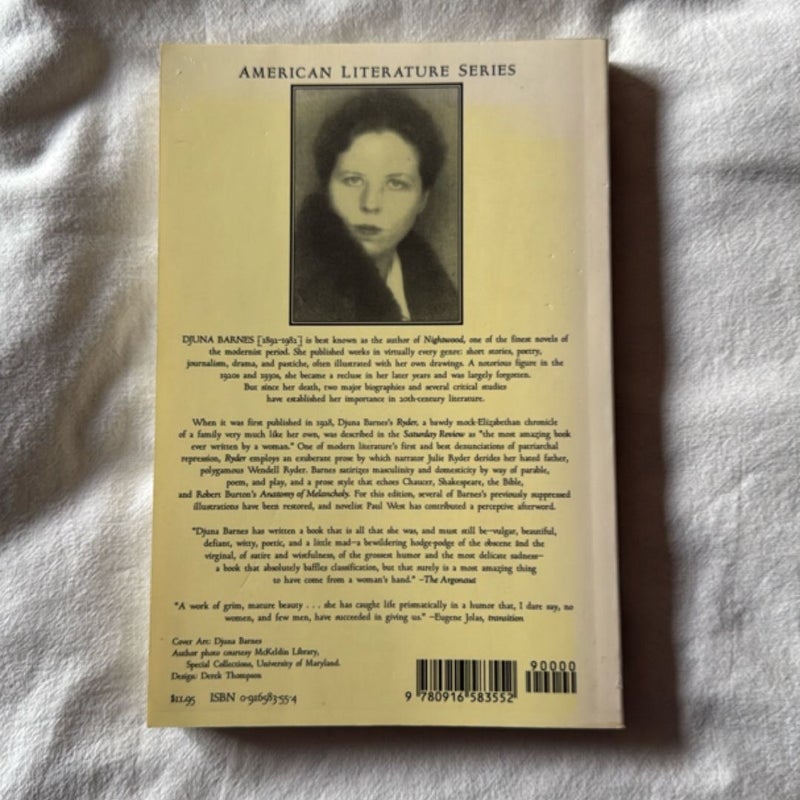 AMERICAN LITERATURE SERIES
DJUNA BARNES [1892-1982] is best known as the author of Nightwood, one of the finest novels of
the modernist period. She published works in virtually every genre: short stories, poetry,
journalism, drama, and pastiche, often illustrated with her own drawings. A notorious figure in the
1920s and 1930s, she became a recluse in her later years and was largely forgotten.
But since her death, two major biographies and several critical studies
have established her importance in 20th-century literature.
When it was first published in 1928, Djuna Barnes's Ryder, a bawdy mock-Elizabethan chronicle
of a family very much like her own, was described in the Saturday Review as "the most amazing book
ever written by a woman." One of modern literature's first and best denunciations of patriarchal
repression, Ryder employs an exuberant prose by which narrator Julie Ryder derides her hated father,
polygamous Wendell Ryder. Barnes satirizes masculinity and domesticity by way of parable,
poem, and play, and a prose style that echoes Chaucer, Shakespeare, the Bible,
and Robert Burton's Anatomy of Melancholy. For this edition, several of Barnes's previously suppressed
illustrations have been restored, and novelist Paul West has contributed a perceptive afterword.
"Djuna Barnes has written a book that is all that she was, and must still be—vulgar, beautiful,
defiant, witty, poetic, and a little mad—a bewildering hodge-podge of the obscene and the
virginal, of satire and wistfulness, of the grossest humor and the most delicate sadness—
a book that absolutely baffles classification, but that surely is a most amazing thing
to have come from a woman's hand." —The Argonaut
"A work of grim, mature beauty . . . she has caught life prismatically in a humor that, I dare say, no
women, and few men, have succeeded in giving us." —Eugene Jolas, transition
Cover Art: Djuna Barnes
Author photo courtesy McKeldin Library,
Special Collections, University of Maryland.
Design: Derek Thompson
$11.95 ISBN 0-916583-55-4
90000
9 780916 583552